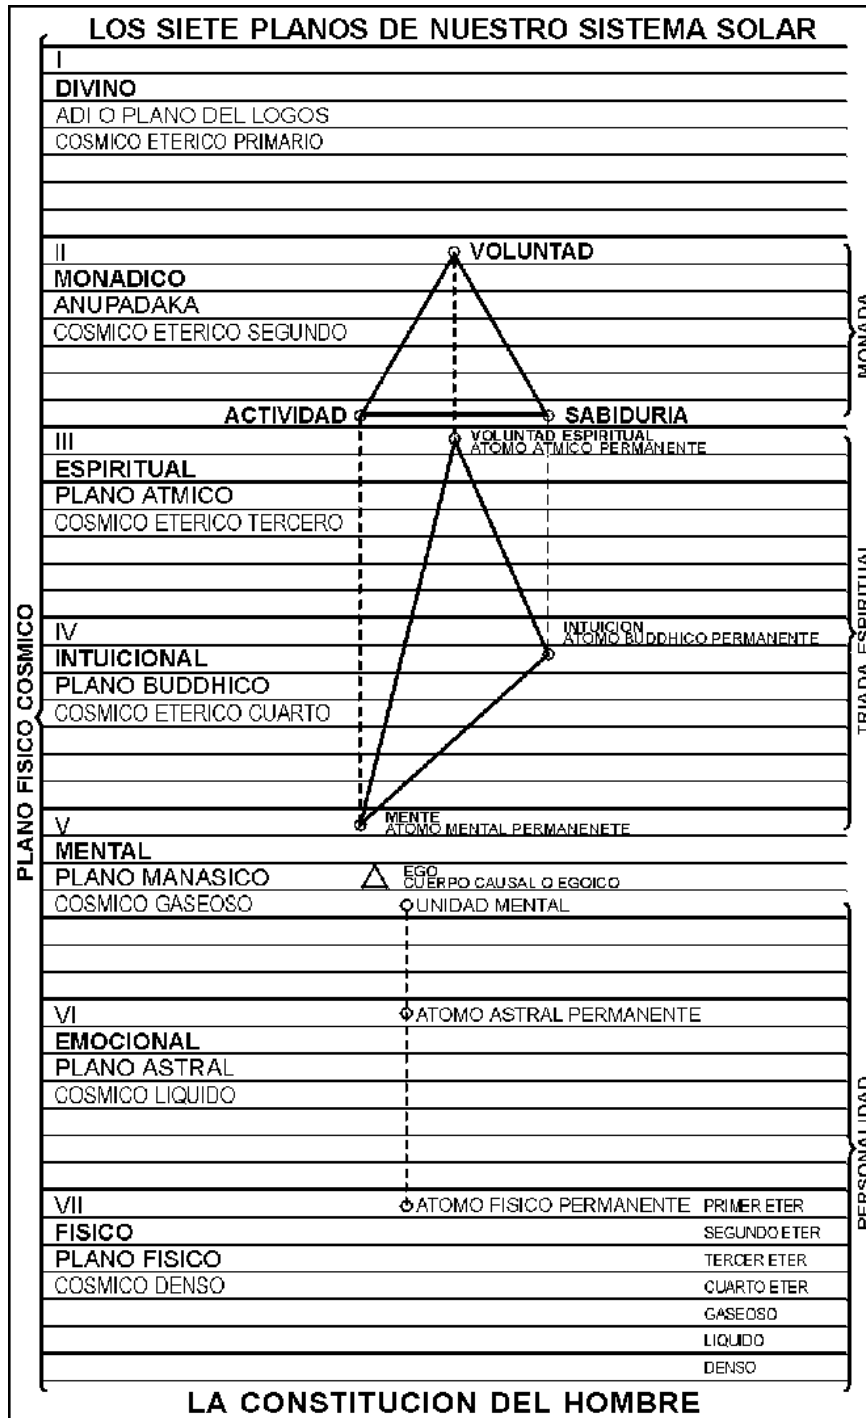 LOS SIETE PLANOS DE NUESTRO SISTEMA SOLAR
I
DIVINO
ADI O PLANO DEL LOGOS
COSMICO ETERICO PRIMARIO
II
VOLUNTAD
MONADICO
ANUPADAKA
COSMICO ETERICO SEGUNDO
MONADA
ACTIVIDAD
SABIDURIA
III
VOLUNTAD ESPIRITUAL
ATOMO ATMICO PERMANENTE
ESPIRITUAL
PLANO ATMICO
COSMICO ETERICO TERCERO
TRIADA ESPIRITUAL
PLANO FISICO COSMICO
IV
INTUICION
ATOMO BUDDHICO PERMANENTE
INTUICIONAL
PLANO BUDDHICO
COSMICO ETERICO CUARTO
V
MENTE
ATOMO MENTAL PERMANENETE
MENTAL
PLANO MANASICO
EGO
CUERPO CAUSAL O EGOICO
COSMICO GASEOSO
UNIDAD MENTAL
VI
ATOMO ASTRAL PERMANENTE
EMOCIONAL
PLANO ASTRAL
COSMICO LIQUIDO
PERSONALIDAD
VII
ATOMO FISICO PERMANENTE
PRIMER ETER
FISICO
SEGUNDO ETER
PLANO FISICO
TERCER ETER
COSMICO DENSO
CUARTO ETER
GASEOSO
LIQUIDO
DENSO
LA CONSTITUCION DEL HOMBRE